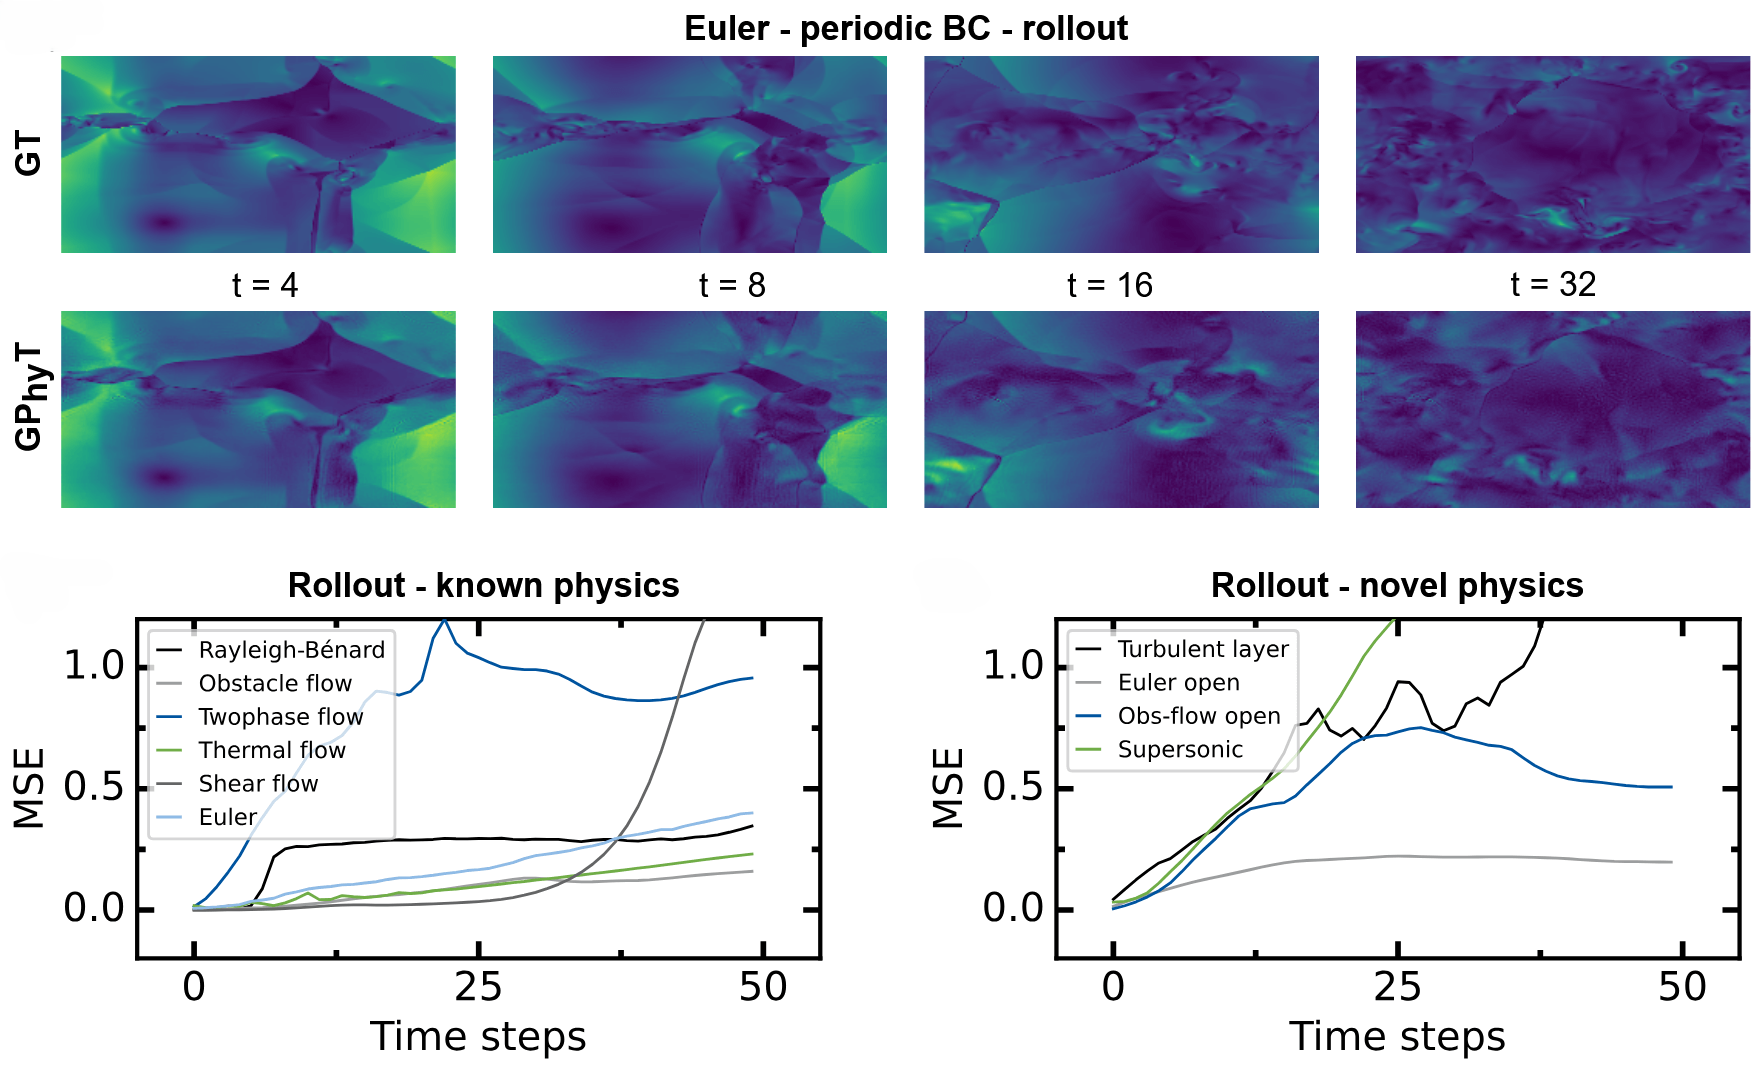 Euler - periodic BC - rollout
GT
t = 4
t = 8
t = 16
t = 32
GPhyT
Rollout - known physics
MSE
1.0
0.5
0.0
Rayleigh-Bénard
Obstacle flow
Twophase flow
Thermal flow
Shear flow
Euler
0
25
50
Time steps
Rollout - novel physics
MSE
1.0
0.5
0.0
Turbulent layer
Euler open
Obs-flow open
Supersonic
0
25
50
Time steps